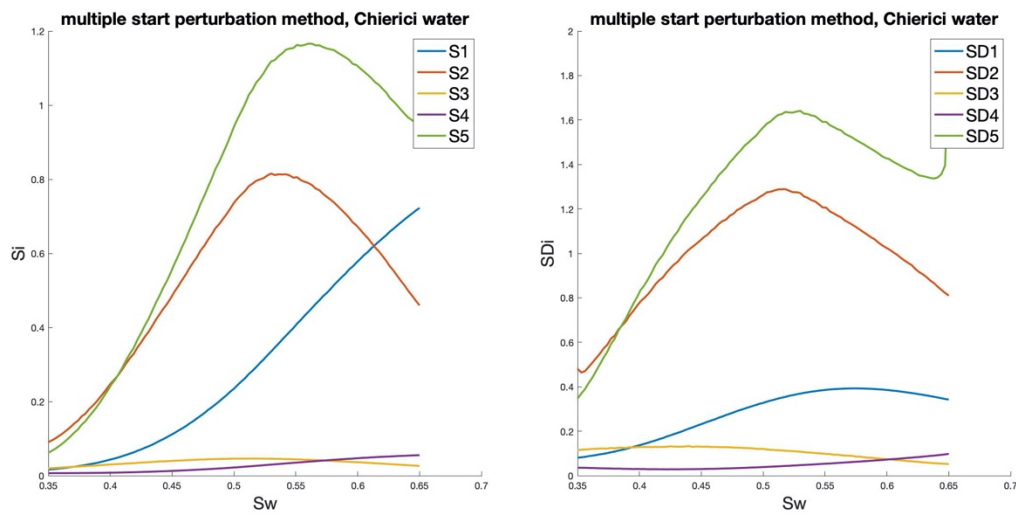 multiple start perturbation method, Chierici water
1.2
1
0.8
0.6
0.4
0.2
0
Si
0.35
0.4
0.45
0.5
0.55
0.6
0.65
0.7
Sw
S1
S2
S3
S4
S5
multiple start perturbation method, Chierici water
2
1.8
1.6
1.4
1.2
1
0.8
0.6
0.4
0.2
0
SDi
0.35
0.4
0.45
0.5
0.55
0.6
0.65
0.7
Sw
SD1
SD2
SD3
SD4
SD5